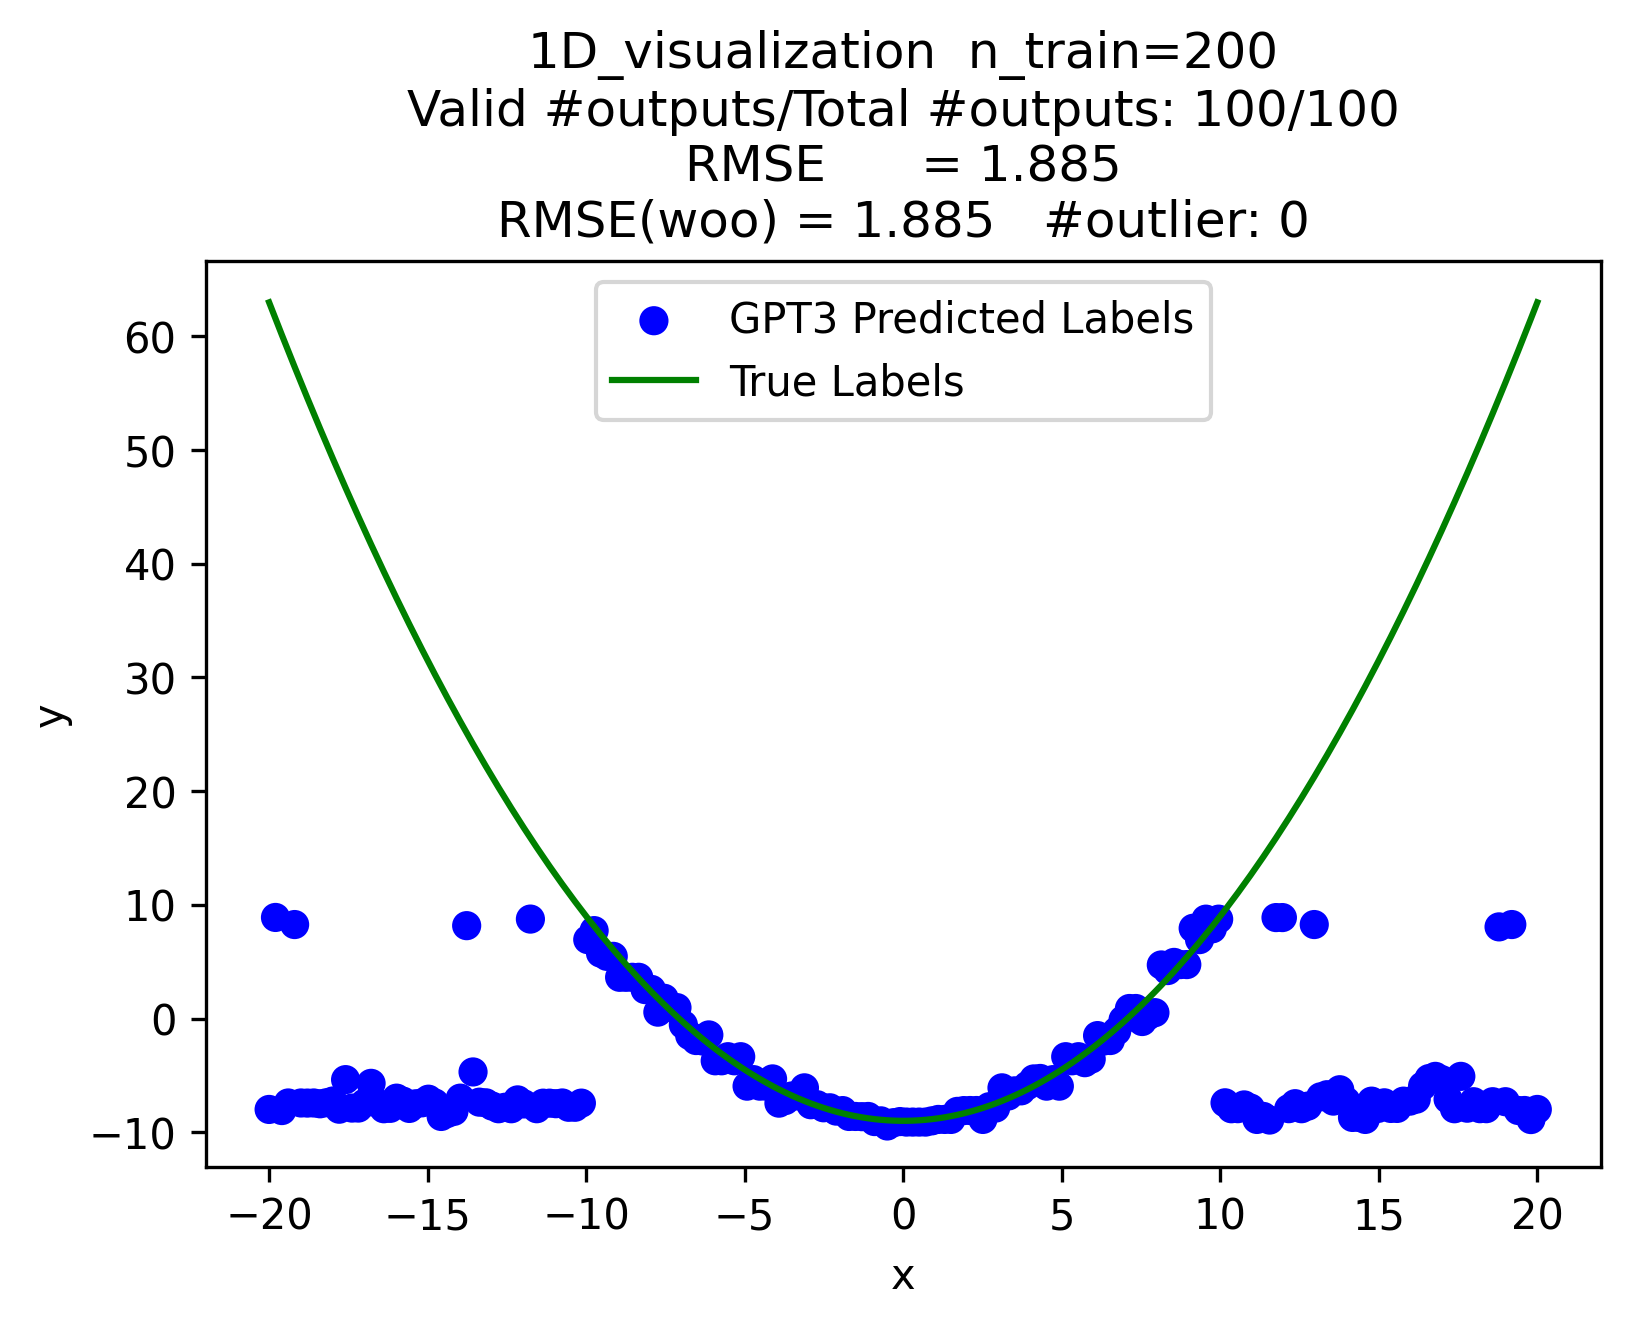 1D_visualization  n_train=200
Valid #outputs/Total #outputs: 100/100
RMSE      = 1.885
RMSE(woo) = 1.885   #outlier: 0
GPT3 Predicted Labels
True Labels
60
50
40
30
20
10
0
−10
y
−20 −15 −10 −5 0 5 10 15 20
x